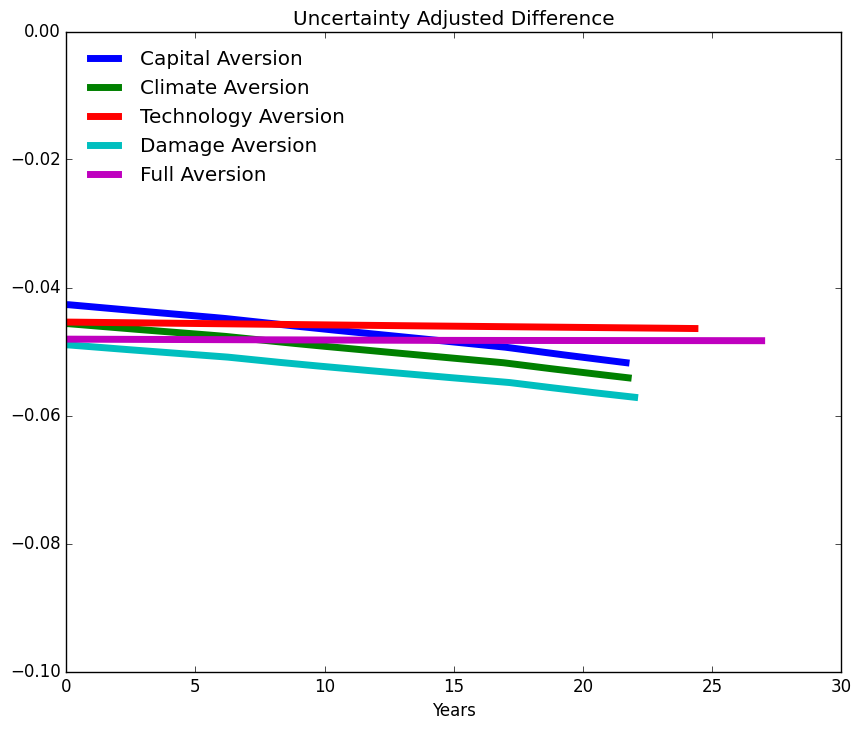 Uncertainty Adjusted Difference
0.00
Capital Aversion
Climate Aversion
Technology Aversion
Damage Aversion
Full Aversion
−0.02
−0.04
−0.06
−0.08
−0.10
0 5 10 15 20 25 30
Years